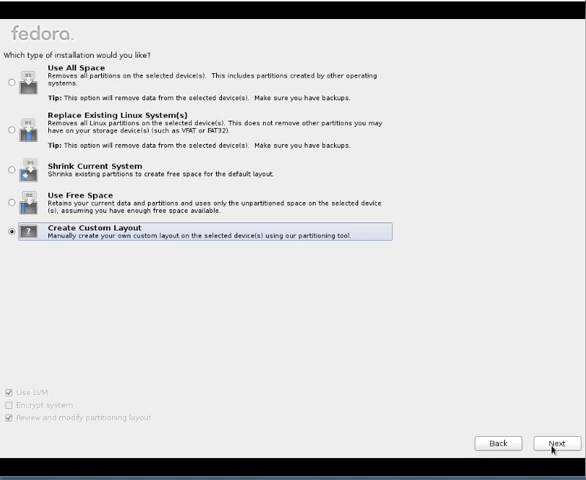 fedora.
Which type of installation would you like?
Use All Space
Removes all partitions on the selected device(s). This includes partitions created by other operating
systems.
Tip: This option will remove data from the selected device(s). Make sure you have backups.
Replace Existing Linux System(s)
Removes all Linux partitions on the selected device(s). This does not remove other partitions you may
have on your storage device(s) (such as VFAT or FAT32).
Tip: This option will remove data from the selected device(s). Make sure you have backups.
Shrink Current System
Shrinks existing partitions to create free space for the default layout.
Use Free Space
Retains your current data and partitions and uses only the unpartitioned space on the selected device
(s), assuming you have enough free space available.
Create Custom Layout
Manually create your own custom layout on the selected device(s) using our partitioning tool.
Use LVM
Encrypt system
Review and modify partitioning layout
Back
Next